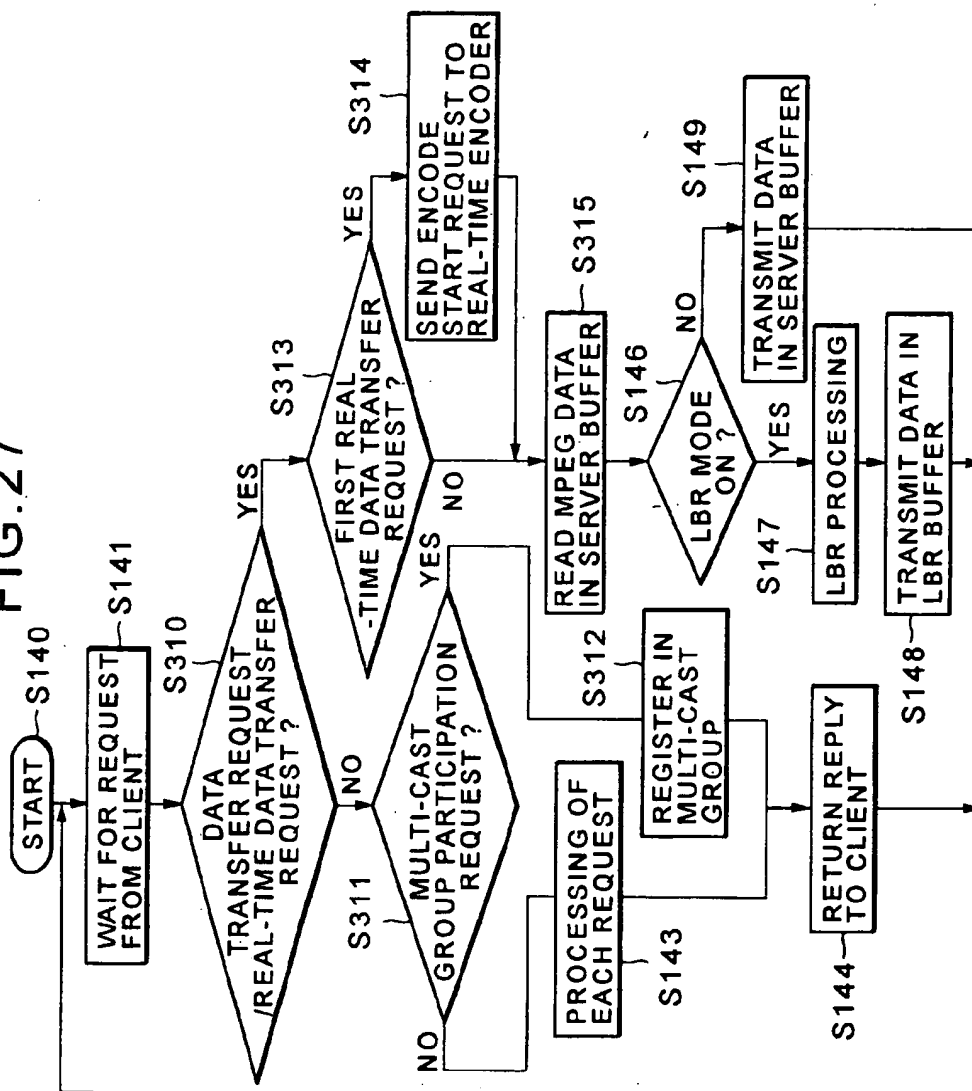 FIG.27
START
S140
WAIT FOR REQUEST
FROM CLIENT
S141
DATA
TRANSFER REQUEST
/REAL-TIME DATA TRANSFER
REQUEST ?
S310
YES
NO
FIRST REAL
-TIME DATA TRANSFER
REQUEST ?
S313
YES
NO
SEND ENCODE
START REQUEST TO
REAL-TIME ENCODER
S314
MULTI-CAST
GROUP PARTICIPATION
REQUEST ?
S311
YES
NO
READ MPEG DATA
IN SERVER BUFFER
S315
PROCESSING OF
EACH REQUEST
S143
REGISTER IN
MULTI-CAST
GROUP
S312
LBR MODE
ON ?
S146
NO
YES
TRANSMIT DATA
IN SERVER BUFFER
S149
LBR PROCESSING
S147
RETURN REPLY
TO CLIENT
S144
TRANSMIT DATA IN
LBR BUFFER
S148